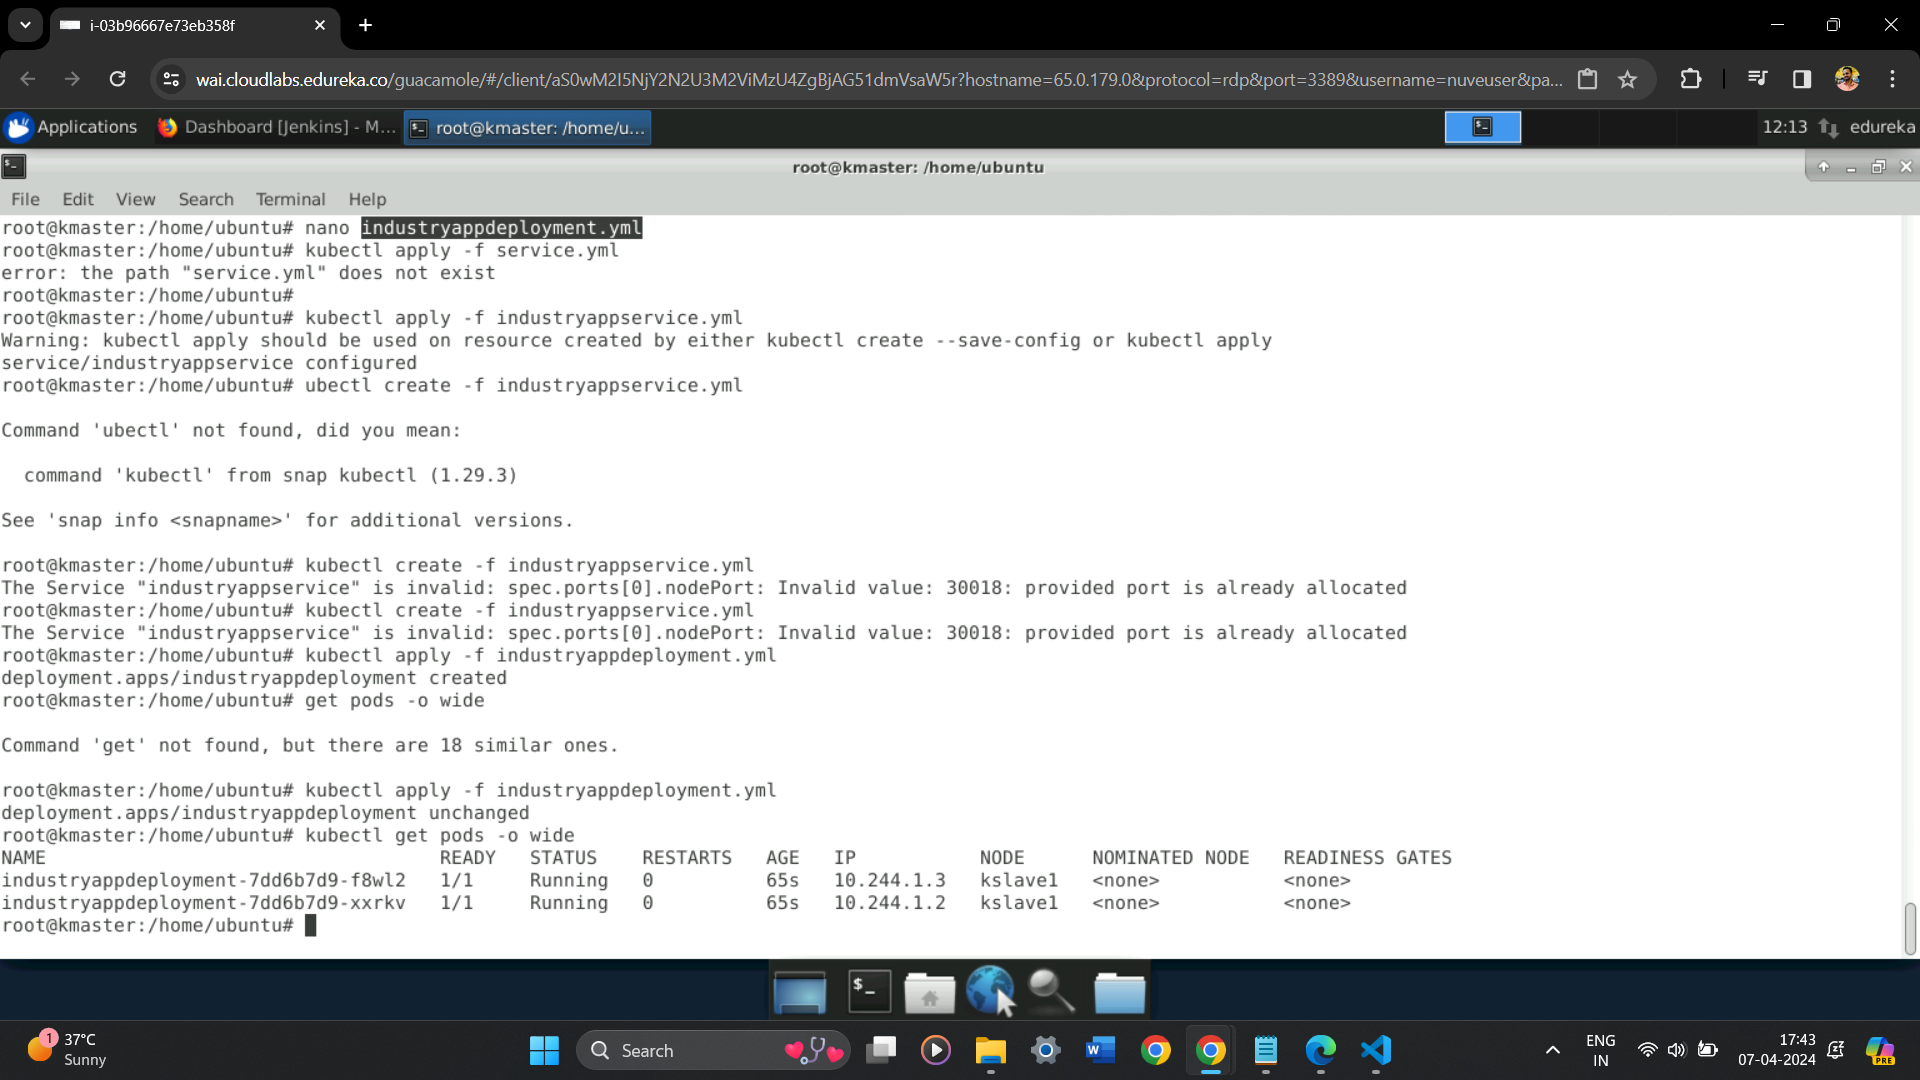 i-03b96667e73eb358f
wai.cloudlabs.edureka.co/guacamole/#/client/aS0wM2I5NjY2N2U3M2ViMzU4ZgBjAG51dmVsaW5r?hostname=65.0.179.0&protocol=rdp&port=3389&username=nuveuser&pa...
Applications Dashboard [Jenkins] - M... root@kmaster: /home/u... 12:13 edureka
root@kmaster: /home/ubuntu
File Edit View Search Terminal Help
root@kmaster:/home/ubuntu# nano industryappdeployment.yml
root@kmaster:/home/ubuntu# kubectl apply -f service.yml
error: the path "service.yml" does not exist
root@kmaster:/home/ubuntu#
root@kmaster:/home/ubuntu# kubectl apply -f industryappservice.yml
Warning: kubectl apply should be used on resource created by either kubectl create --save-config or kubectl apply
service/industryappservice configured
root@kmaster:/home/ubuntu# ubectl create -f industryappservice.yml
Command 'ubectl' not found, did you mean:
command 'kubectl' from snap kubectl (1.29.3)
See 'snap info <snapname>' for additional versions.
root@kmaster:/home/ubuntu# kubectl create -f industryappservice.yml
The Service "industryappservice" is invalid: spec.ports[0].nodePort: Invalid value: 30018: provided port is already allocated
root@kmaster:/home/ubuntu# kubectl create -f industryappservice.yml
The Service "industryappservice" is invalid: spec.ports[0].nodePort: Invalid value: 30018: provided port is already allocated
root@kmaster:/home/ubuntu# kubectl apply -f industryappdeployment.yml
deployment.apps/industryappdeployment created
root@kmaster:/home/ubuntu# get pods -o wide
Command 'get' not found, but there are 18 similar ones.
root@kmaster:/home/ubuntu# kubectl apply -f industryappdeployment.yml
deployment.apps/industryappdeployment unchanged
root@kmaster:/home/ubuntu# kubectl get pods -o wide
NAME READY STATUS RESTARTS AGE IP NODE NOMINATED NODE READINESS GATES
industryappdeployment-7dd6b7d9-f8wl2 1/1 Running 0 65s 10.244.1.3 kslave1 <none> <none>
industryappdeployment-7dd6b7d9-xxrkv 1/1 Running 0 65s 10.244.1.2 kslave1 <none> <none>
root@kmaster:/home/ubuntu#
1 37°C
Sunny
Search
ENG
IN
17:43
07-04-2024
PRE